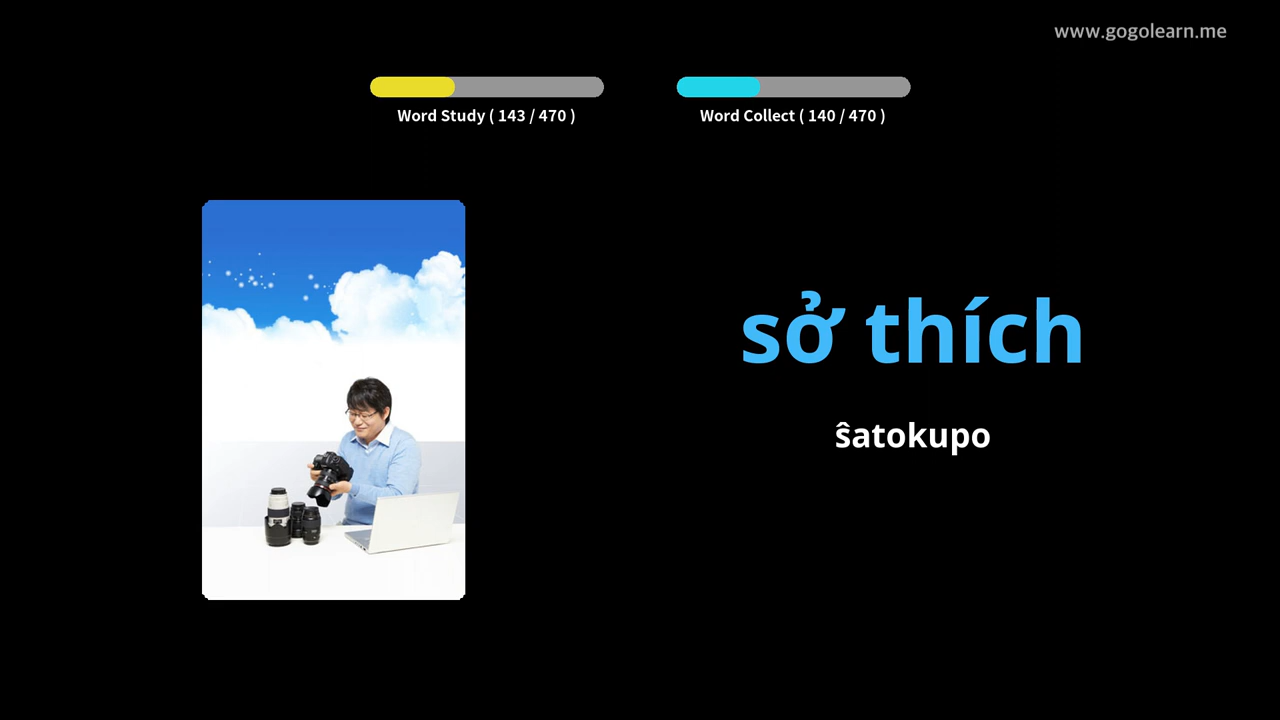 www.gogolearn.me
Word Study ( 143 / 470 )
Word Collect ( 140 / 470 )
sở thích
ŝatokupo